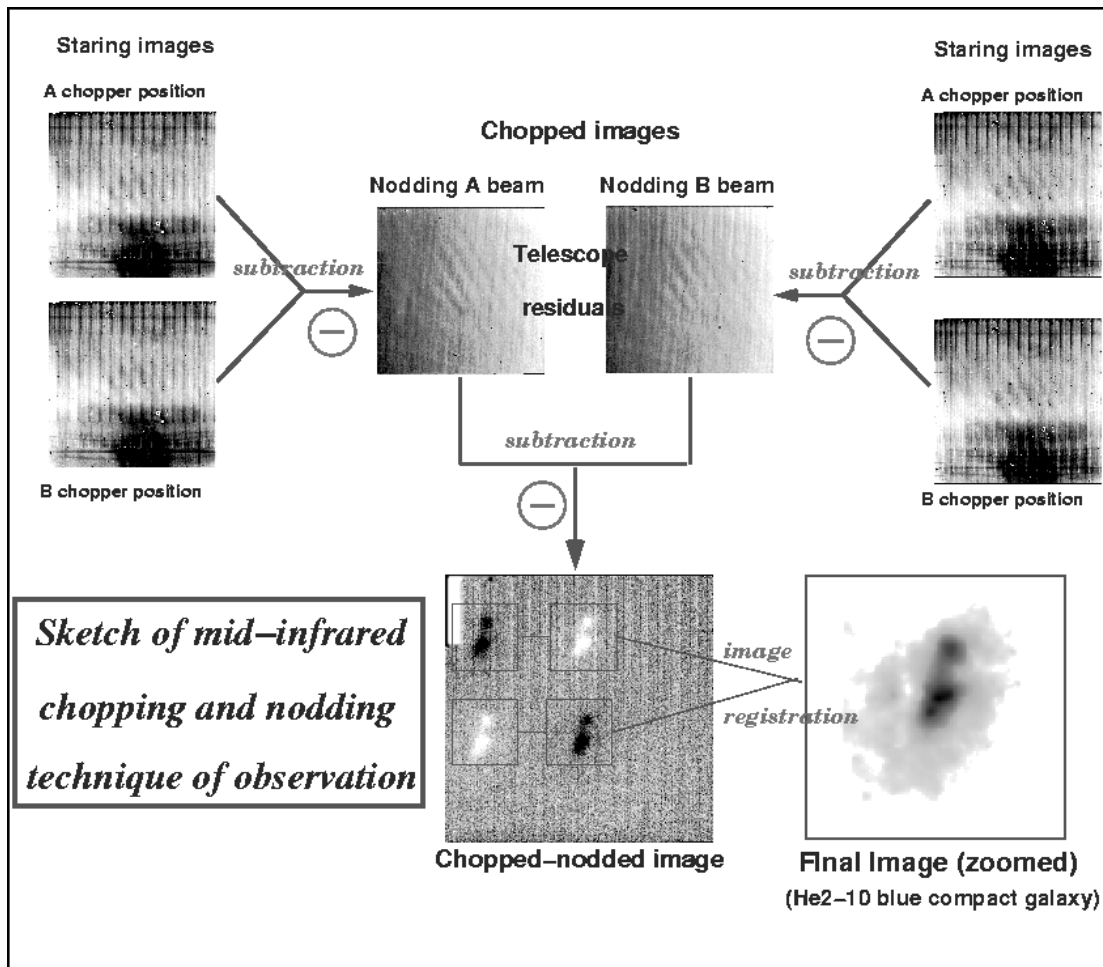 Staring images
A chopper position
Staring images
A chopper position
Chopped images
Nodding A beam
Nodding B beam
Telescope
residuals
subtraction
subtraction
B chopper position
B chopper position
subtraction
Sketch of mid–infrared
chopping and nodding
technique of observation
image
registration
Chopped–nodded image
Final Image (zoomed)
(He2–10 blue compact galaxy)